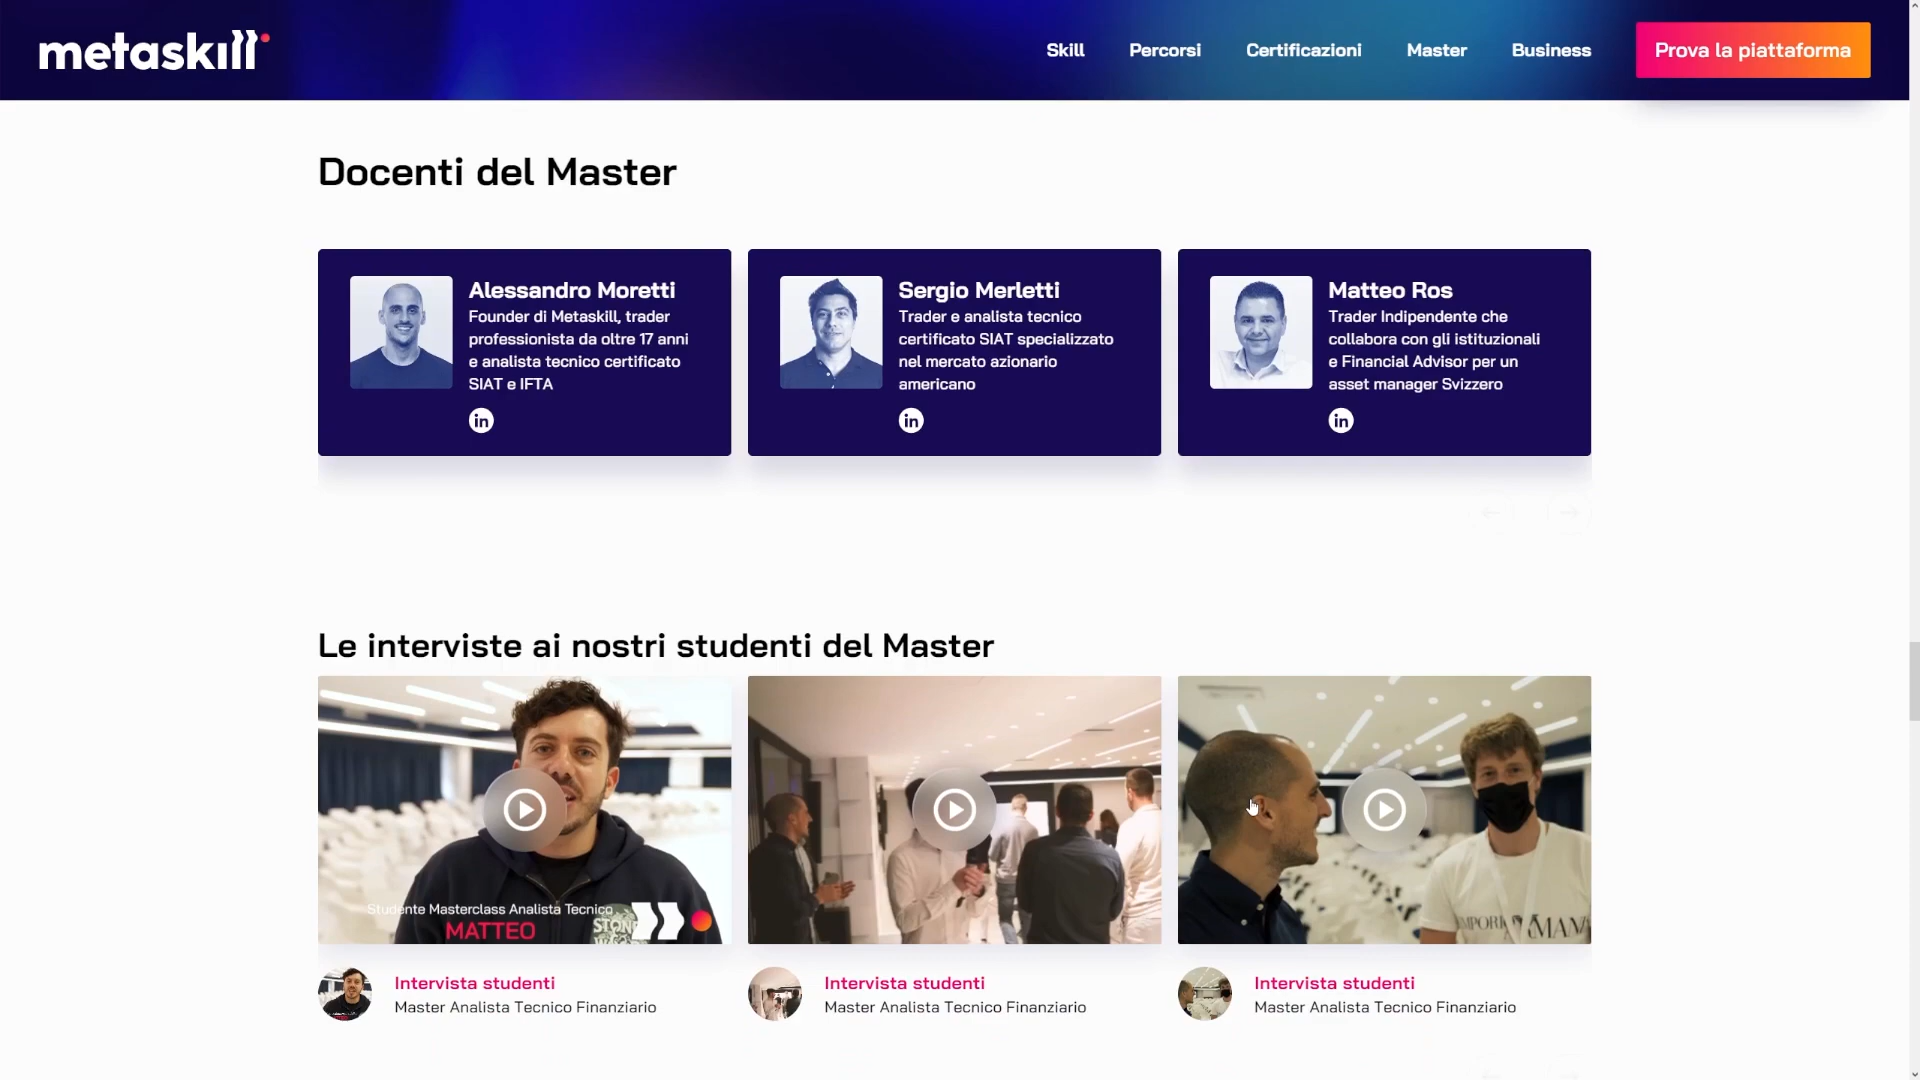 metaskill
Skill
Percorsi
Certificazioni
Master
Business
Prova la piattaforma
Docenti del Master
Alessandro Moretti
Founder di Metaskill, trader
professionista da oltre 17 anni
e analista tecnico certificato
SIAT e IFTA
in
Sergio Merletti
Trader e analista tecnico
certificato SIAT specializzato
nel mercato azionario
americano
in
Matteo Ros
Trader Indipendente che
collabora con gli istituzionali
e Financial Advisor per un
asset manager Svizzero
in
Le interviste ai nostri studenti del Master
Studente Masterclass Analista Tecnico
MATTEO
Intervista studenti
Master Analista Tecnico Finanziario
Intervista studenti
Master Analista Tecnico Finanziario
Intervista studenti
Master Analista Tecnico Finanziario